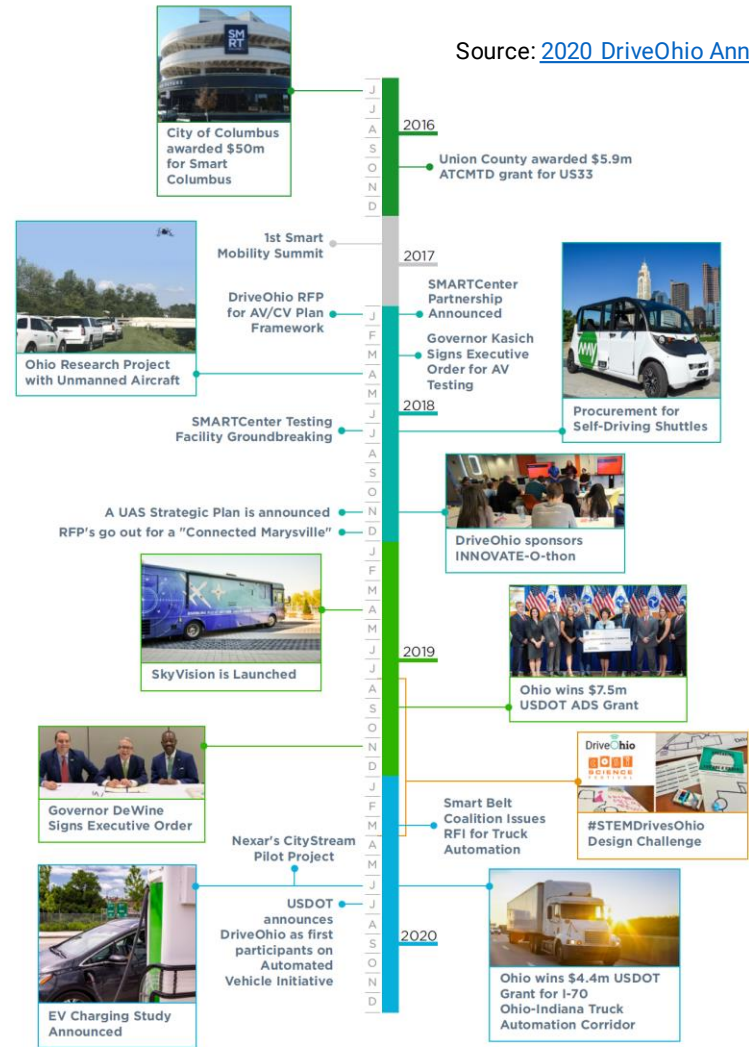 Source: 2020 DriveOhio Ann
SM
RT
City of Columbus
awarded $50m
for Smart
Columbus
J
J
A
S
O
N
D
2016
Union County awarded $5.9m
ATCMTD grant for US33
1st Smart
Mobility Summit
2017
Ohio Research Project
with Unmanned Aircraft
DriveOhio RFP
for AV/CV Plan
Framework
SMARTCenter
Partnership
Announced
Governor Kasich
Signs Executive
Order for AV
Testing
Procurement for
Self-Driving Shuttles
J
F
M
A
M
J
J
A
S
O
N
D
2018
SMARTCenter Testing
Facility Groundbreaking
A UAS Strategic Plan is announced
RFP's go out for a "Connected Marysville"
DriveOhio sponsors
INNOVATE-O-thon
SkyVision is Launched
J
F
M
A
M
J
J
A
S
O
N
D
2019
Ohio wins $7.5m
USDOT ADS Grant
Governor DeWine
Signs Executive Order
DriveOhio
COSI
SCIENCE
FESTIVAL
#STEMDrivesOhio
Design Challenge
Smart Belt
Coalition Issues
RFI for Truck
Automation
Nexar's CityStream
Pilot Project
J
F
M
A
M
J
J
A
S
O
N
D
2020
USDOT
announces
DriveOhio as first
participants on
Automated
Vehicle Initiative
EV Charging Study
Announced
Ohio wins $4.4m USDOT
Grant for I-70
Ohio-Indiana Truck
Automation Corridor